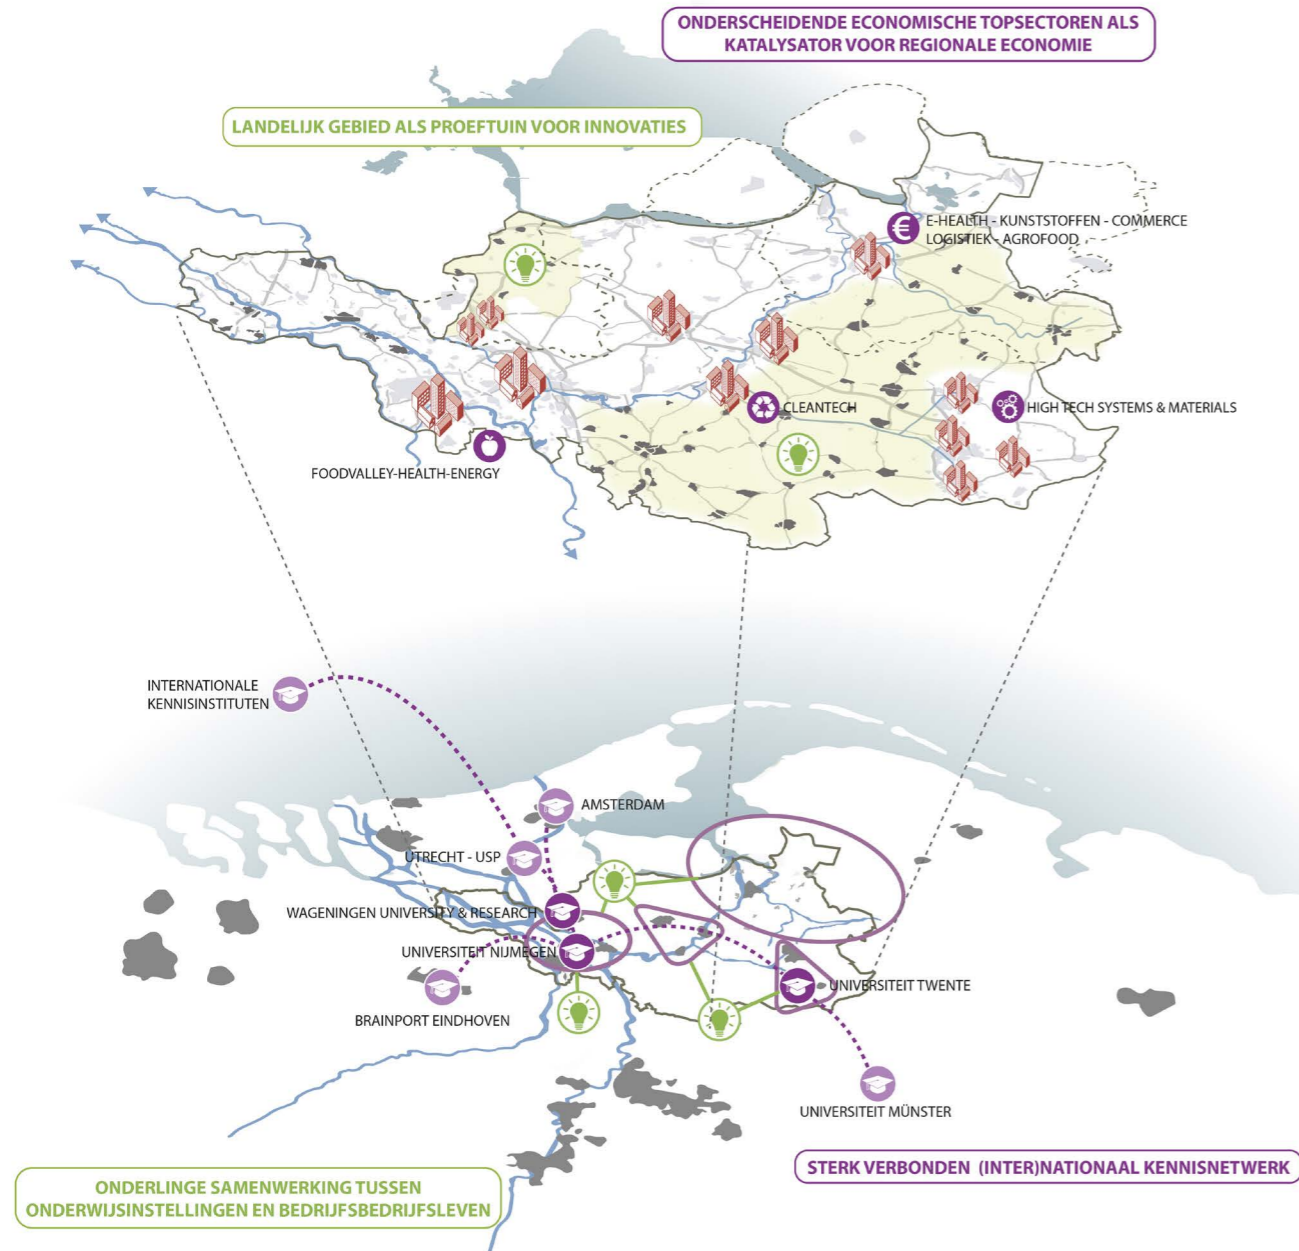 ONDERSCHEIDENDE ECONOMISCHE TOPSECTOREN ALS
KATALYSATOR VOOR REGIONALE ECONOMIE
LANDELIJK GEBIED ALS PROEFTUIN VOOR INNOVATIES
E-HEALTH - KUNSTSTOFFEN - COMMERCE
LOGISTIEK - AGROFOOD
CLEANTECH
HIGH TECH SYSTEMS & MATERIALS
FOODVALLEY-HEALTH-ENERGY
INTERNATIONALE
KENNISINSTITUTEN
AMSTERDAM
UTRECHT - USP
WAGENINGEN UNIVERSITY & RESEARCH
UNIVERSITEIT NIJMEGEN
UNIVERSITEIT TWENTE
BRAINPORT EINDHOVEN
UNIVERSITEIT MÜNSTER
STERK VERBONDEN (INTER)NATIONAAL KENNISNETWERK
ONDERLINGE SAMENWERKING TUSSEN
ONDERWIJSINSTELLINGEN EN BEDRIJFSBEDRIJFSLEVEN